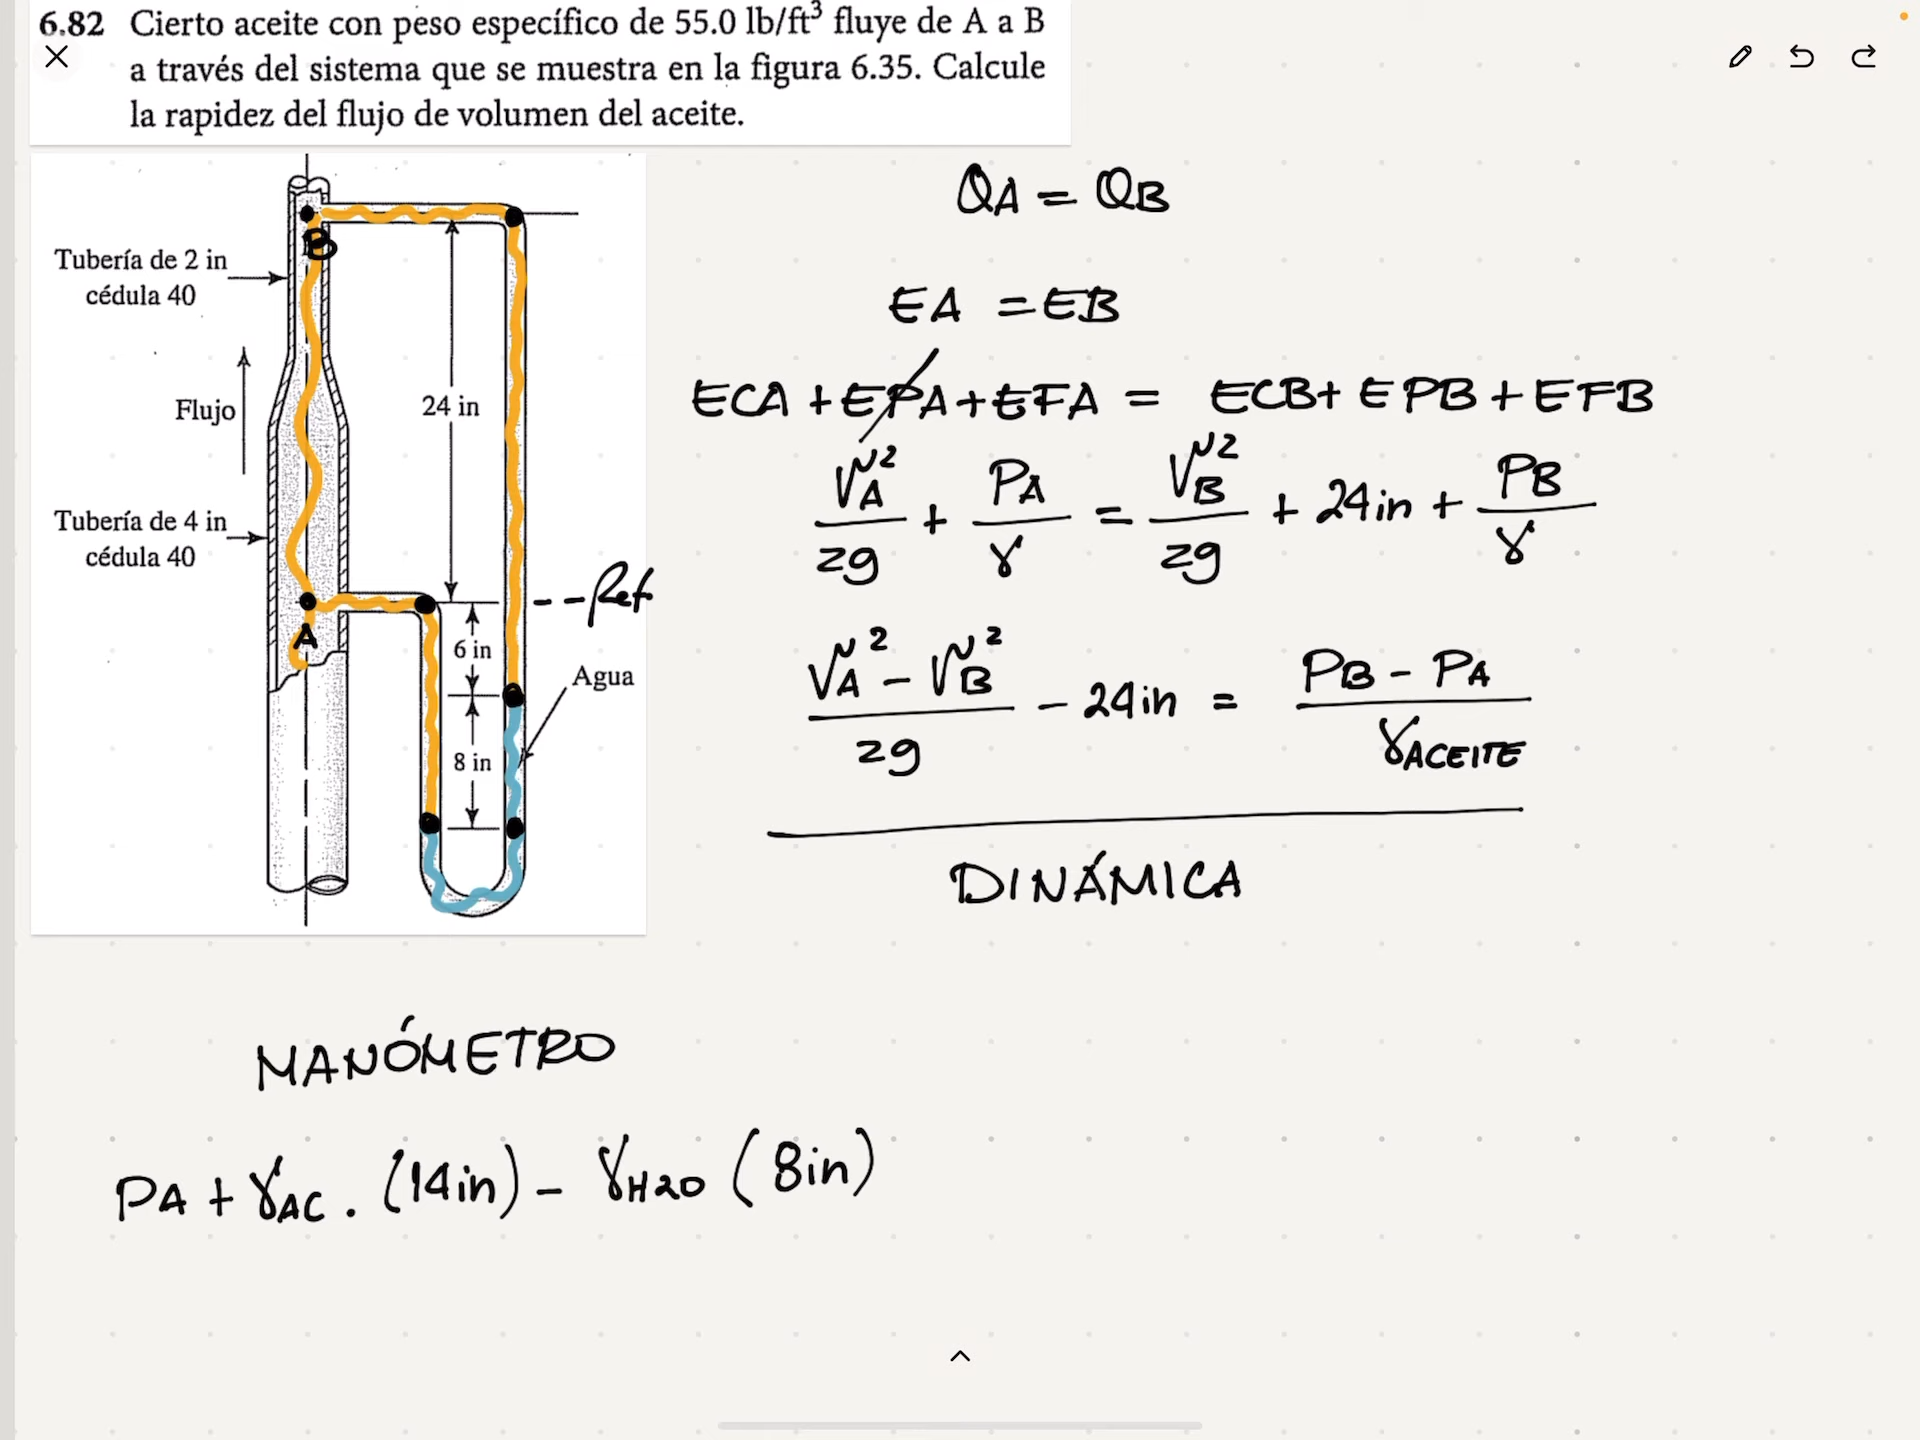 6.82 Cierto aceite con peso específico de 55.0 lb/ft³ fluye de A a B
a través del sistema que se muestra en la figura 6.35. Calcule
la rapidez del flujo de volumen del aceite.
B
Tubería de 2 in
cédula 40
24 in
Flujo
Tubería de 4 in
cédula 40
A
Ref
6 in
Agua
8 in
QA = QB
EA = EB
ECA + EPA + EFA = ECB + EPB + EFB
VA²/2g + PA/γ = VB²/2g + 24in + PB/γ
VA² - VB²/2g - 24in = PB - PA/γACEITE
DINÁMICA
MANÓMETRO
PA + γAC . (14in) - γH2O (8in)